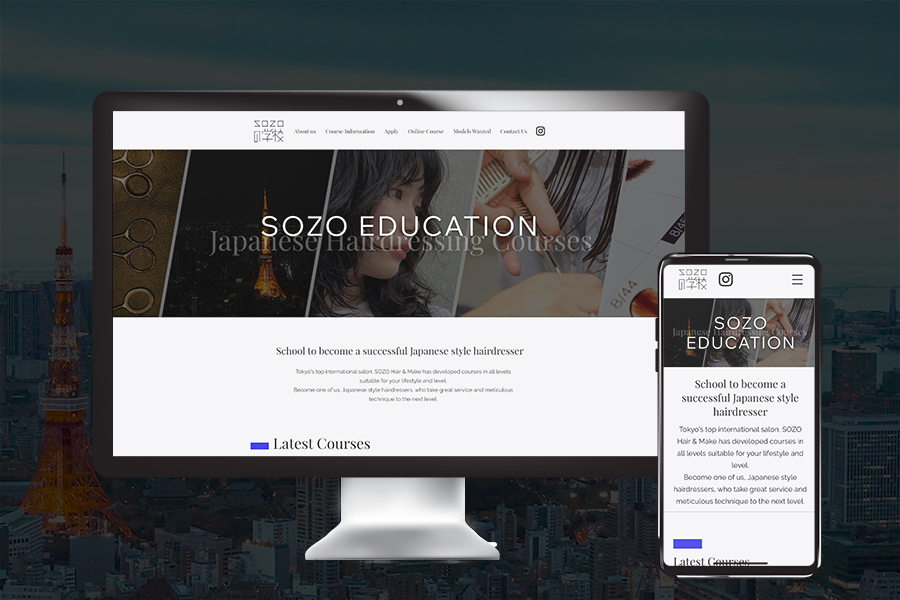 SOZO
学校
About us Course Information Apply Online Course Models Wanted Contact Us
SOZO EDUCATION
Japanese Hairdressing Courses
8/45
8/44
School to become a successful Japanese style hairdresser
Tokyo's top international salon, SOZO Hair & Make has developed courses in all levels
suitable for your lifestyle and level.
Become one of us, Japanese style hairdressers, who take great service and meticulous
technique to the next level.
Latest Courses
SOZO
学校
SOZO
Japanese Hairdressing Courses
EDUCATION
School to become a
successful Japanese style
hairdresser
Tokyo's top international salon, SOZO
Hair & Make has developed courses in
all levels suitable for your lifestyle and
level.
Become one of us, Japanese style
hairdressers, who take great service and
meticulous technique to the next level.
Latest Courses